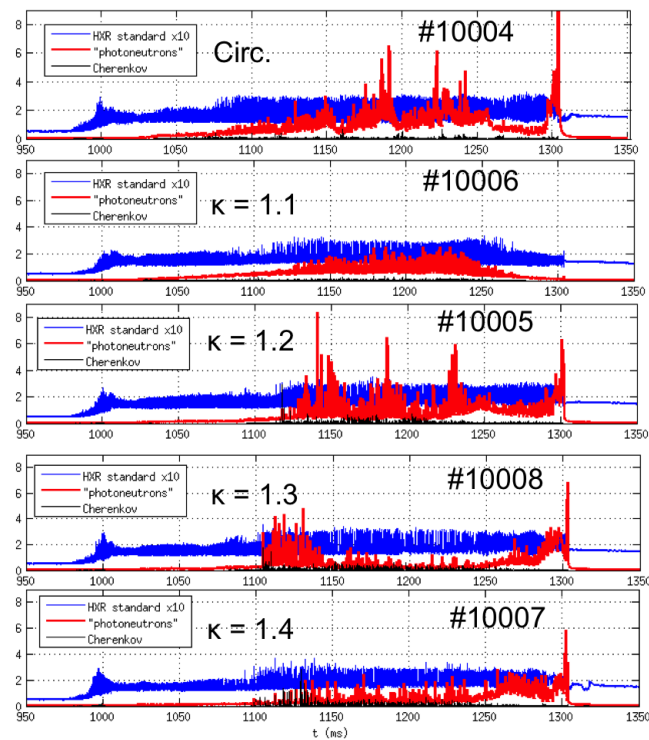 HXR standard x10
"photoneutrons"
Cherenkov
Circ.
#10004
8
6
4
2
0
950 1000 1050 1100 1150 1200 1250 1300 1350
HXR standard x10
"photoneutrons"
Cherenkov
κ = 1.1
#10006
8
6
4
2
0
950 1000 1050 1100 1150 1200 1250 1300 1350
HXR standard x10
"photoneutrons"
Cherenkov
κ = 1.2
#10005
8
6
4
2
0
950 1000 1050 1100 1150 1200 1250 1300 1350
HXR standard x10
"photoneutrons"
Cherenkov
κ = 1.3
#10008
8
6
4
2
0
950 1000 1050 1100 1150 1200 1250 1300 1350
HXR standard x10
"photoneutrons"
Cherenkov
κ = 1.4
#10007
8
6
4
2
0
950 1000 1050 1100 1150 1200 1250 1300 1350
t (ms)